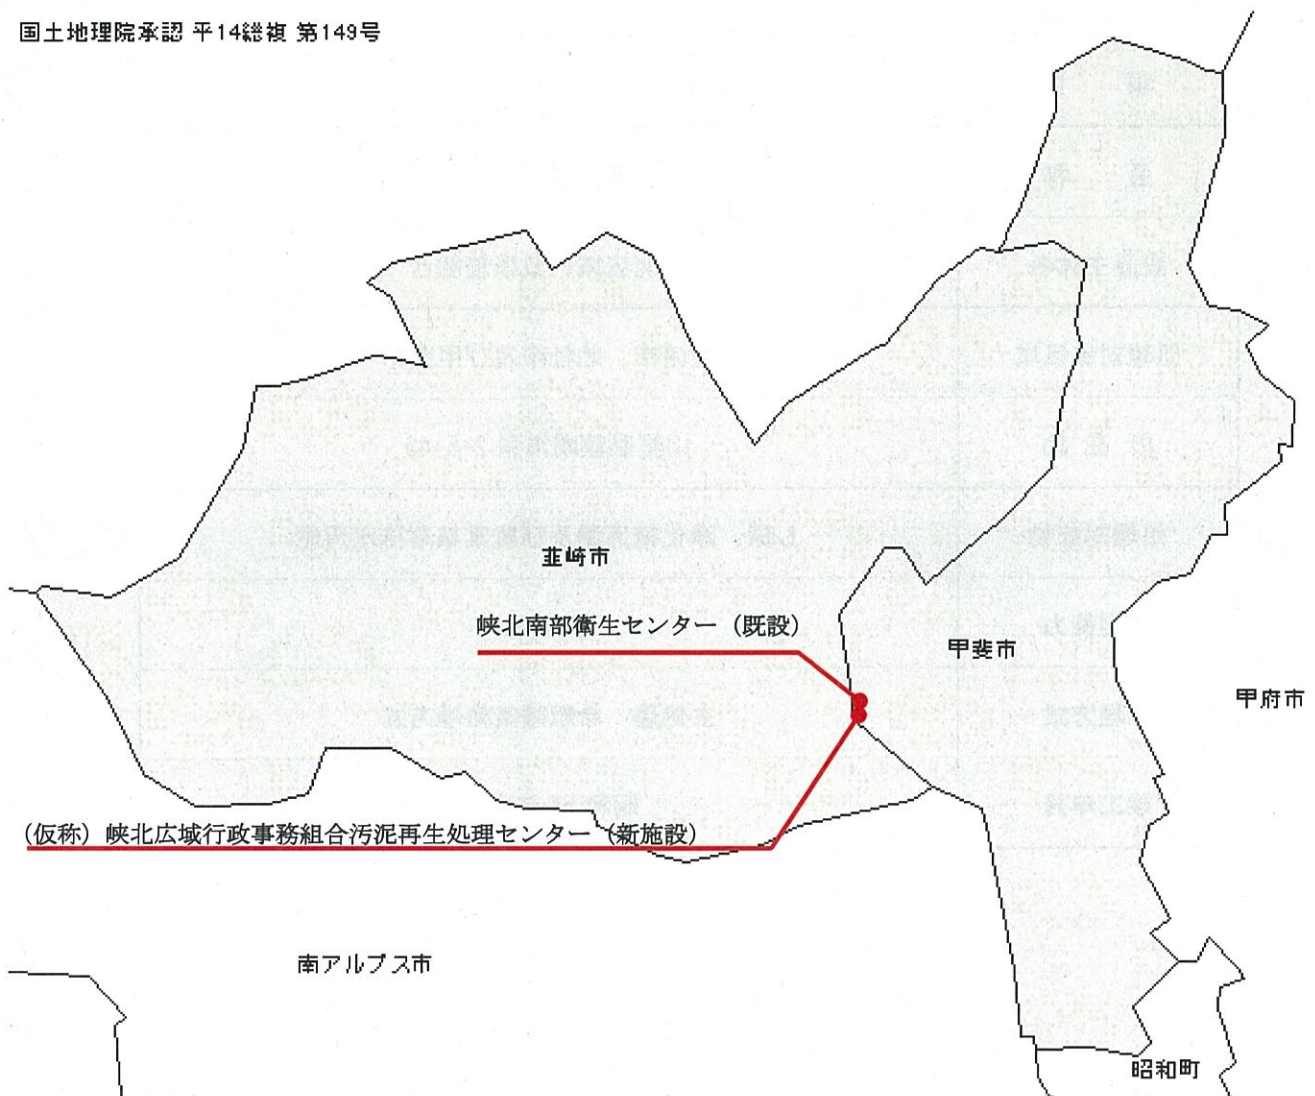 国土地理院承認 平14総複 第149号
韮崎市
峡北南部衛生センター（既設）
甲斐市
甲府市
（仮称）峡北広域行政事務組合汚泥再生処理センター（新施設）
南アルプス市
昭和町